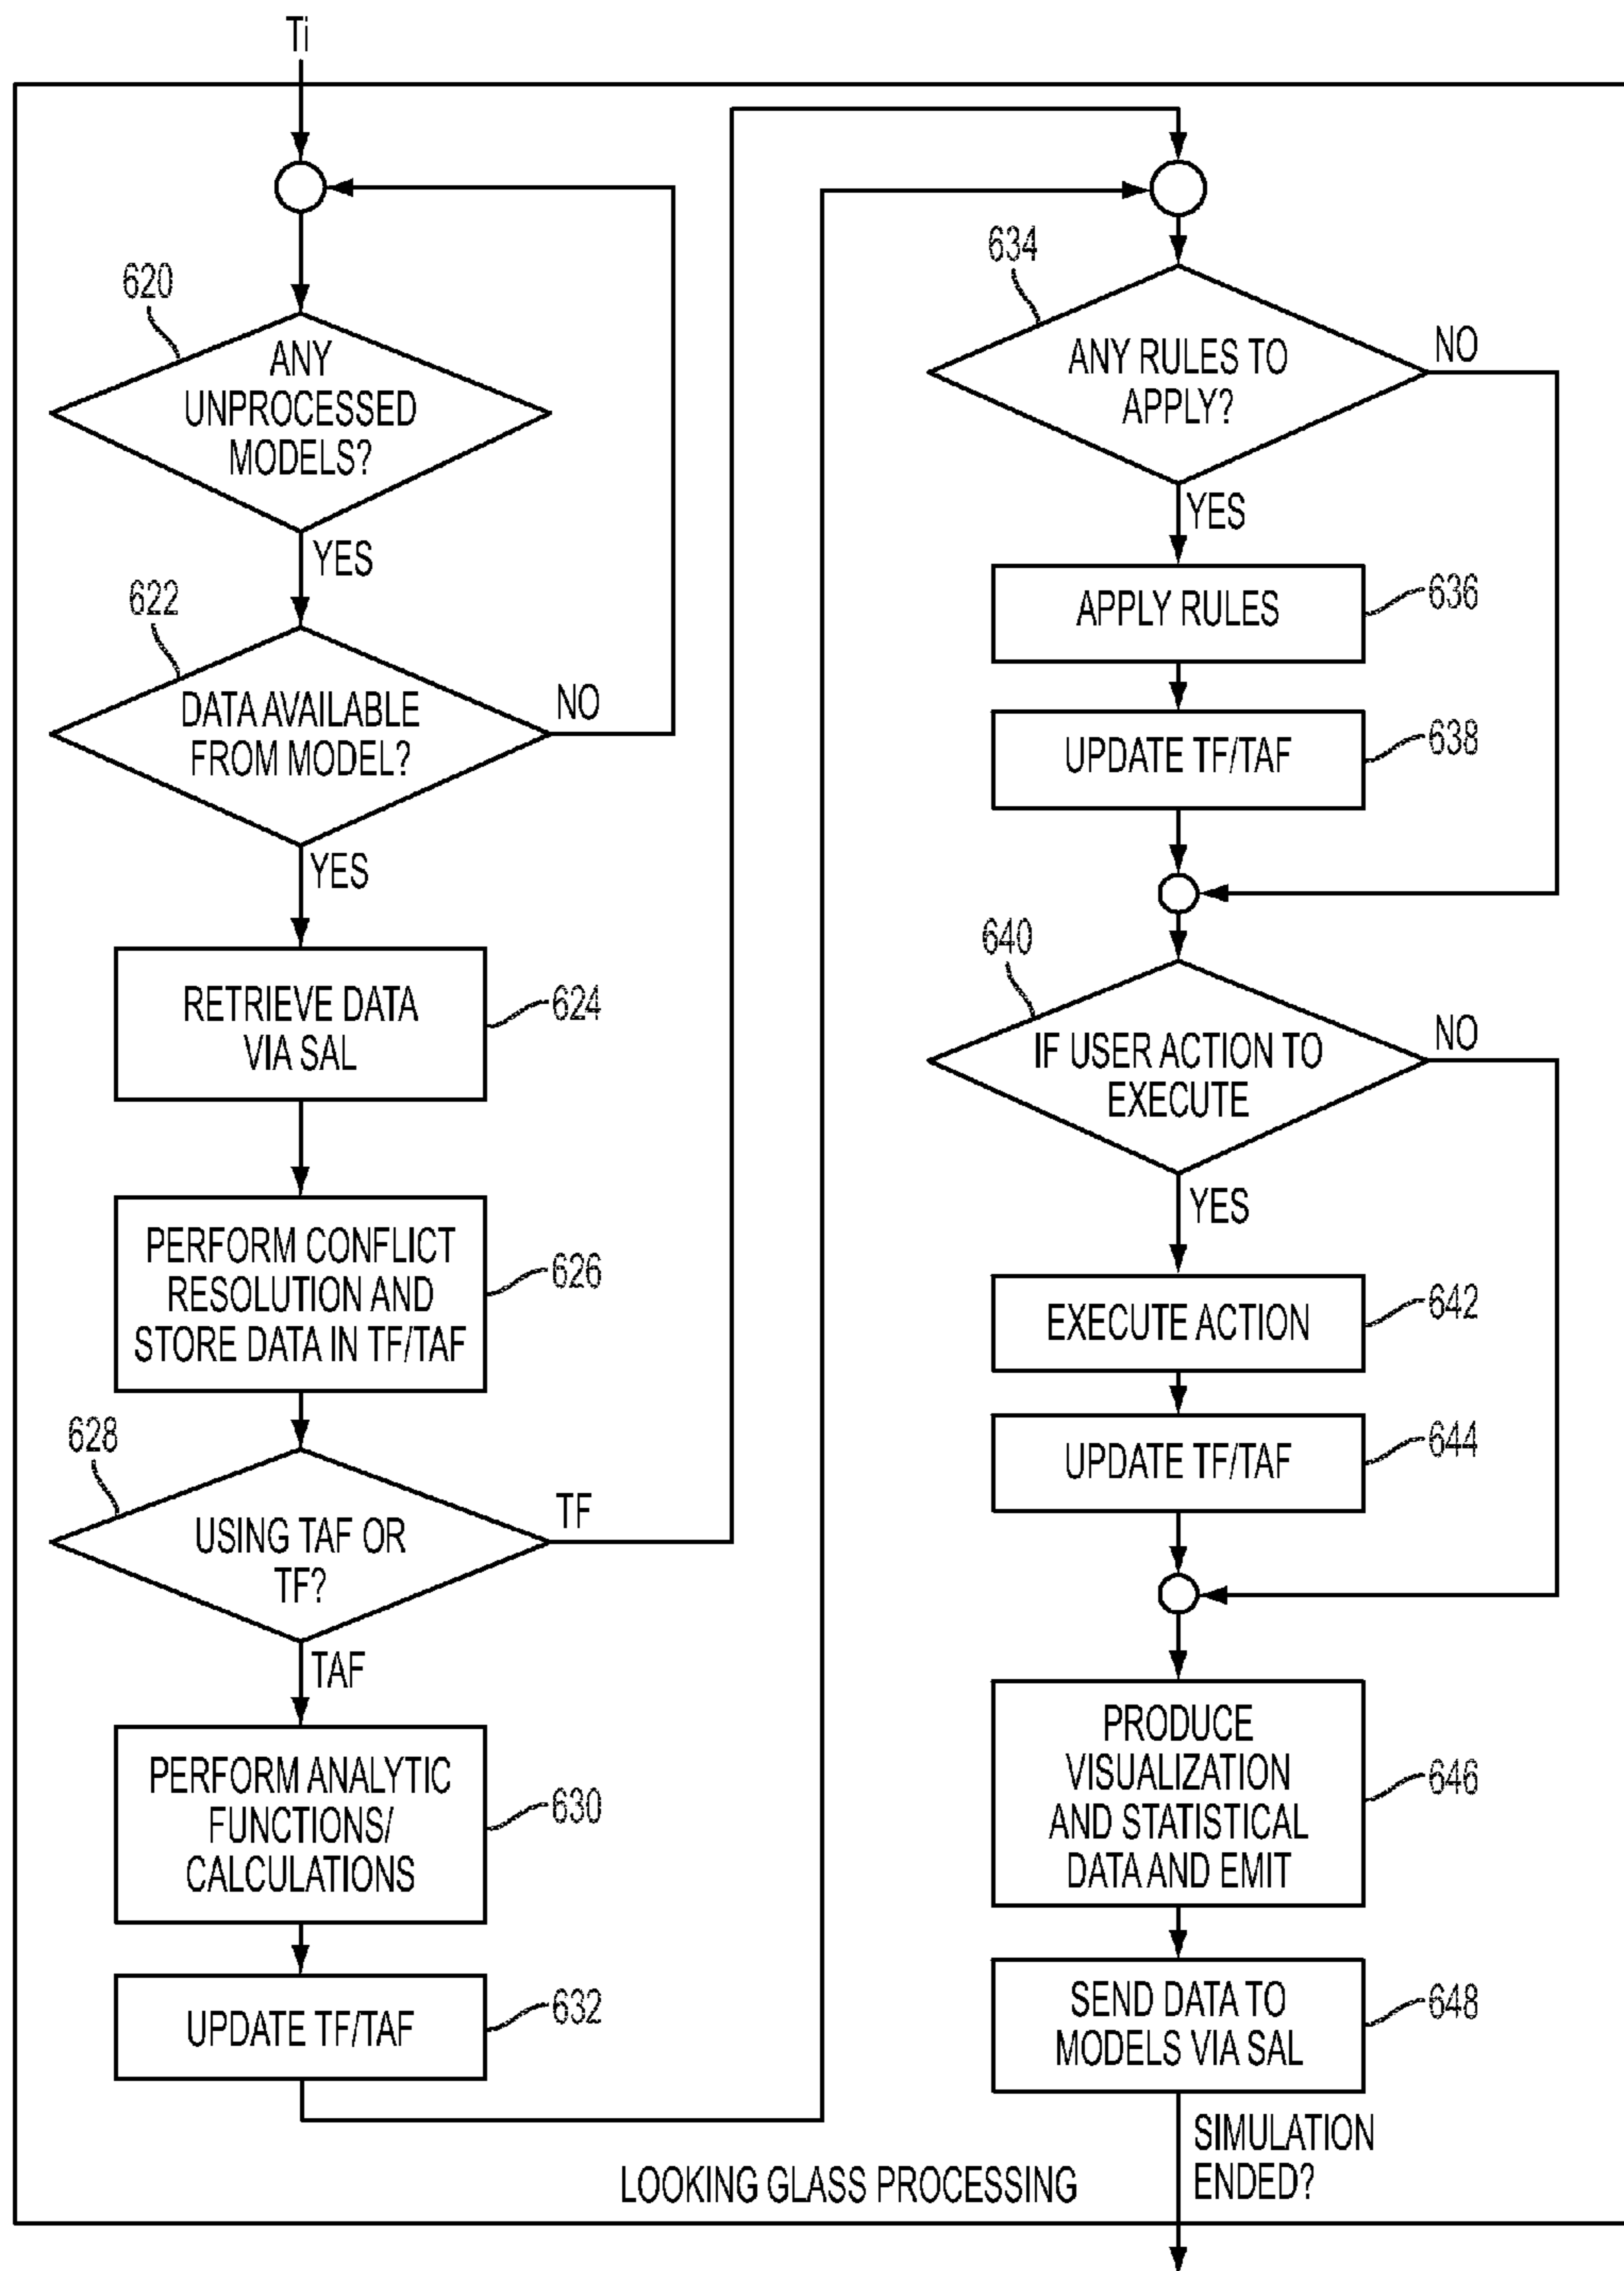 Ti
620
ANY
UNPROCESSED
MODELS?
YES
622
DATA AVAILABLE
FROM MODEL?
NO
YES
RETRIEVE DATA
VIA SAL
624
PERFORM CONFLICT
RESOLUTION AND
STORE DATA IN TF/TAF
626
628
USING TAF OR
TF?
TF
TAF
PERFORM ANALYTIC
FUNCTIONS/
CALCULATIONS
630
UPDATE TF/TAF
632
634
ANY RULES TO
APPLY?
NO
YES
APPLY RULES
636
UPDATE TF/TAF
638
640
IF USER ACTION TO
EXECUTE
NO
YES
EXECUTE ACTION
642
UPDATE TF/TAF
644
PRODUCE
VISUALIZATION
AND STATISTICAL
DATA AND EMIT
646
SEND DATA TO
MODELS VIA SAL
648
SIMULATION
ENDED?
LOOKING GLASS PROCESSING